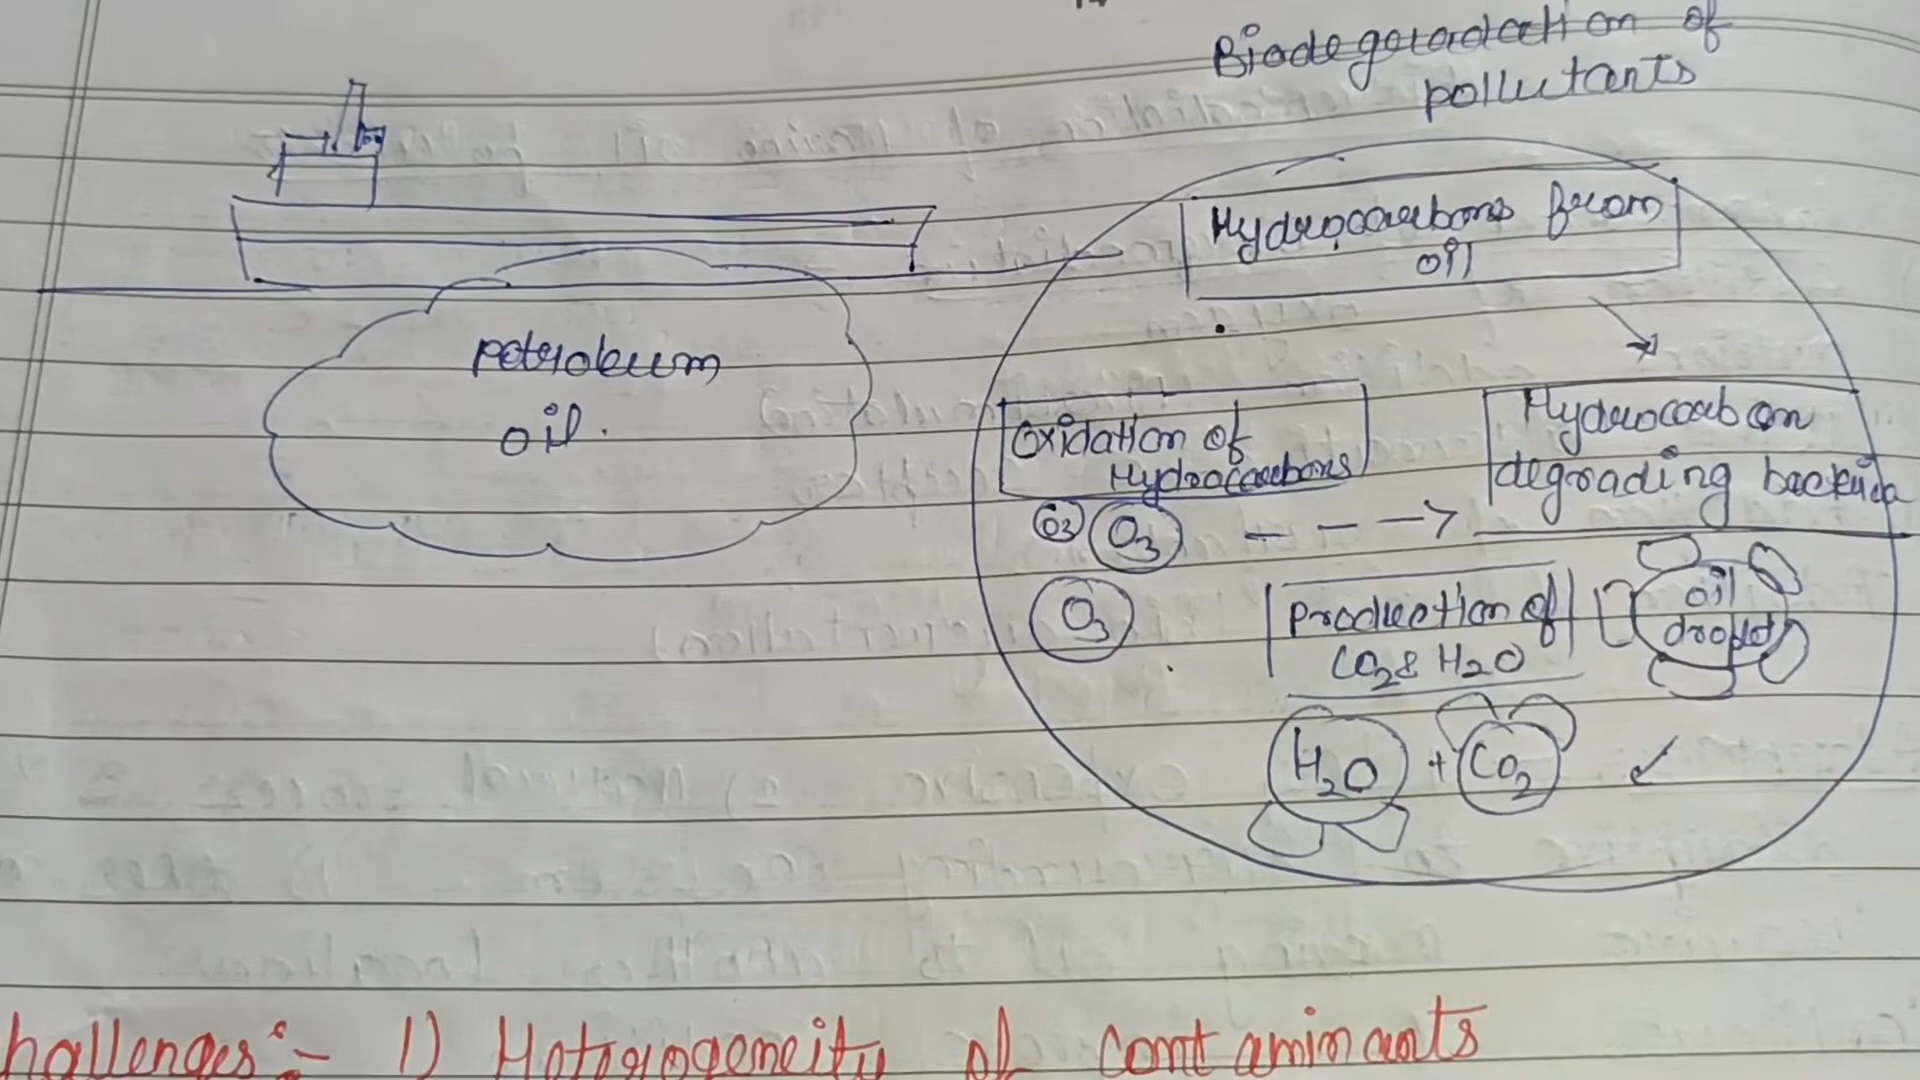 Biodegradation of
pollutants
Hydrocarbons from
oil
petroleum
oil.
Oxidation of
Hydrocarbons
Hydrocarbon
degrading bacteria
O3 O3 - - ->
O3
Production of
CO2 & H2O
oil
droplet
H2O + CO2
hallenges:- 1) Heterogeneity of contaminants